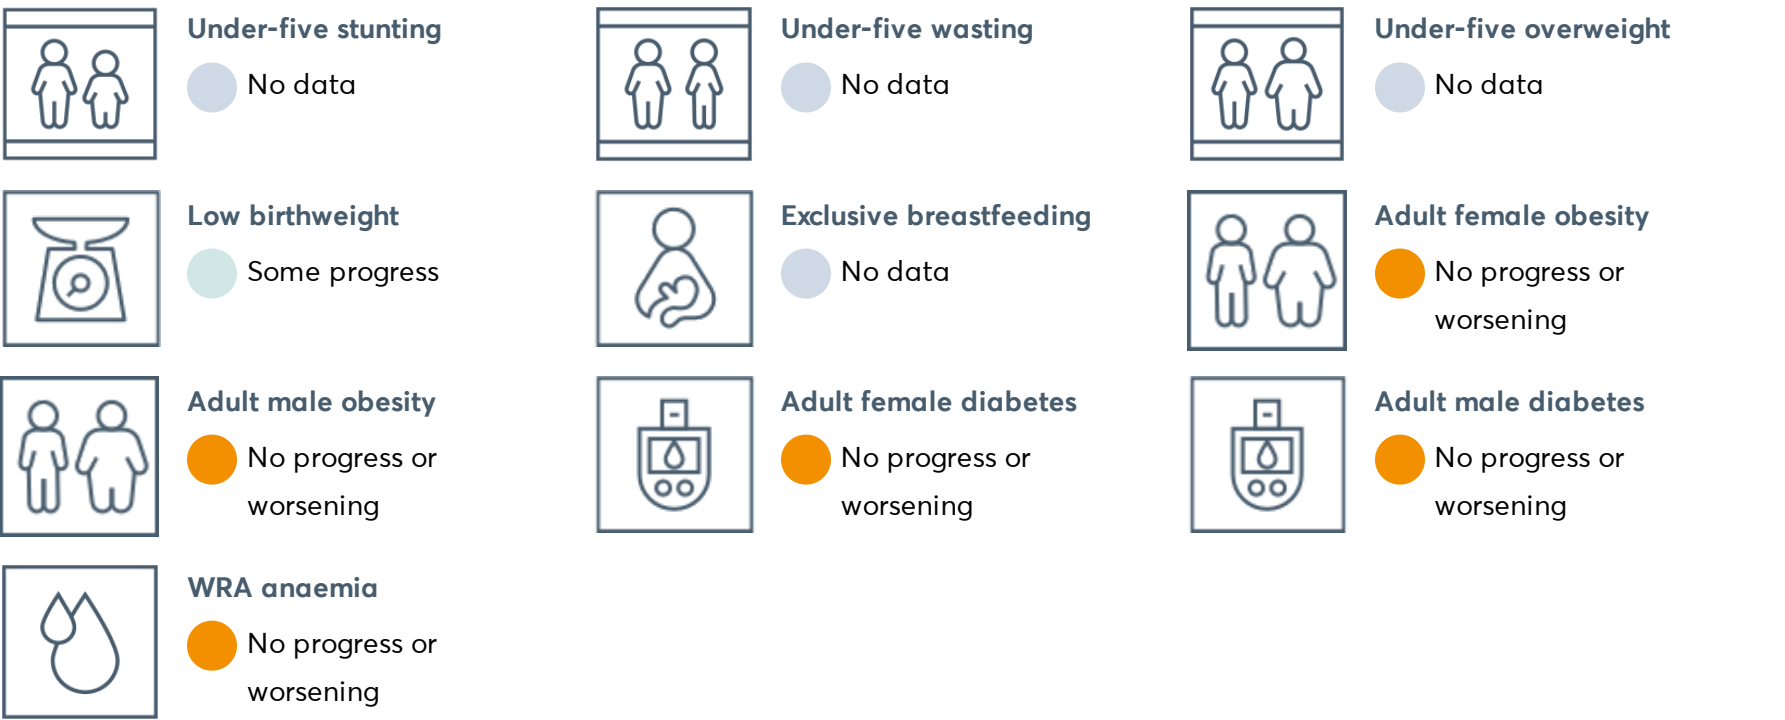 Under-five stunting
No data
Under-five wasting
No data
Under-five overweight
No data
Low birthweight
Some progress
Exclusive breastfeeding
No data
Adult female obesity
No progress or
worsening
Adult male obesity
No progress or
worsening
Adult female diabetes
No progress or
worsening
Adult male diabetes
No progress or
worsening
WRA anaemia
No progress or
worsening